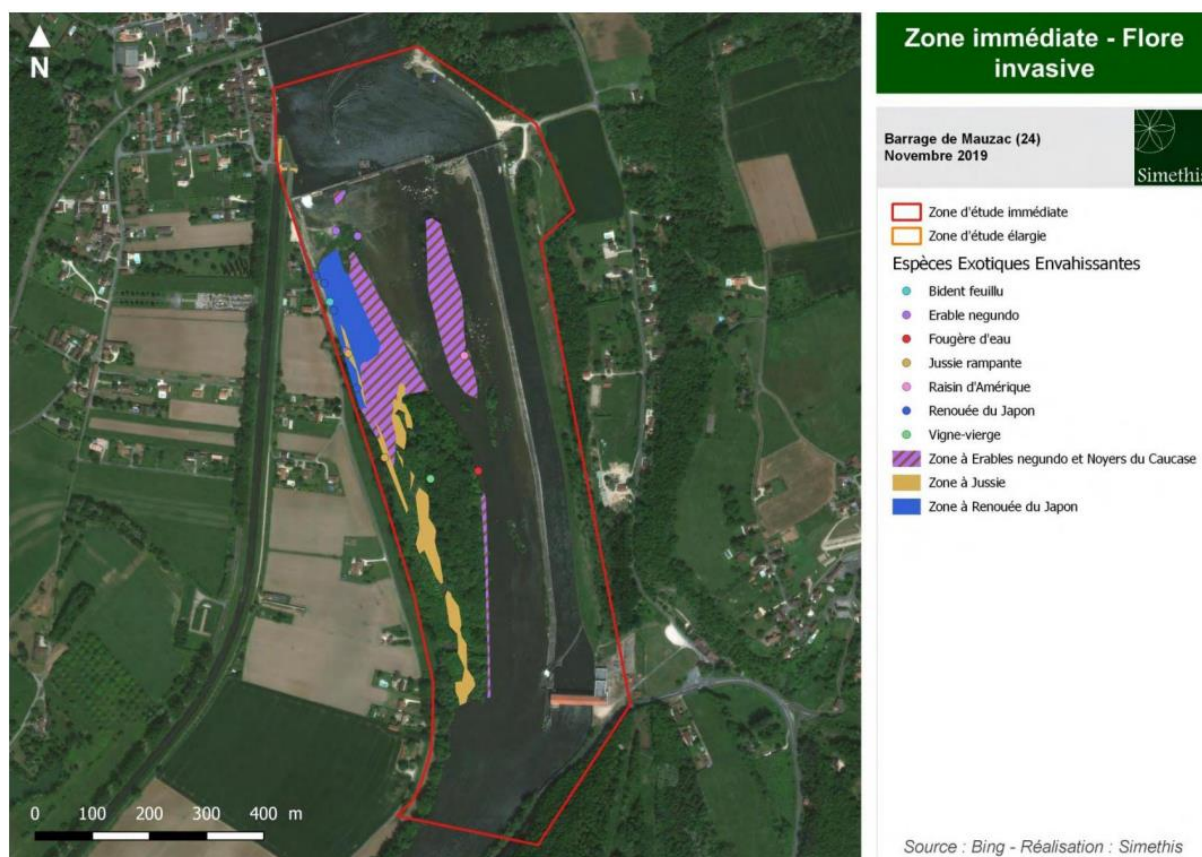 Zone immédiate - Flore
invasive
N
Barrage de Mauzac (24)
Novembre 2019
Simethis
Zone d'étude immédiate
Zone d'étude élargie
Espèces Exotiques Envahissantes
Bident feuillu
Erable negundo
Fougère d'eau
Jussie rampante
Raisin d'Amérique
Renouée du Japon
Vigne-vierge
Zone à Erables negundo et Noyers du Caucase
Zone à Jussie
Zone à Renouée du Japon
0 100 200 300 400 m
Source : Bing - Réalisation : Simethis